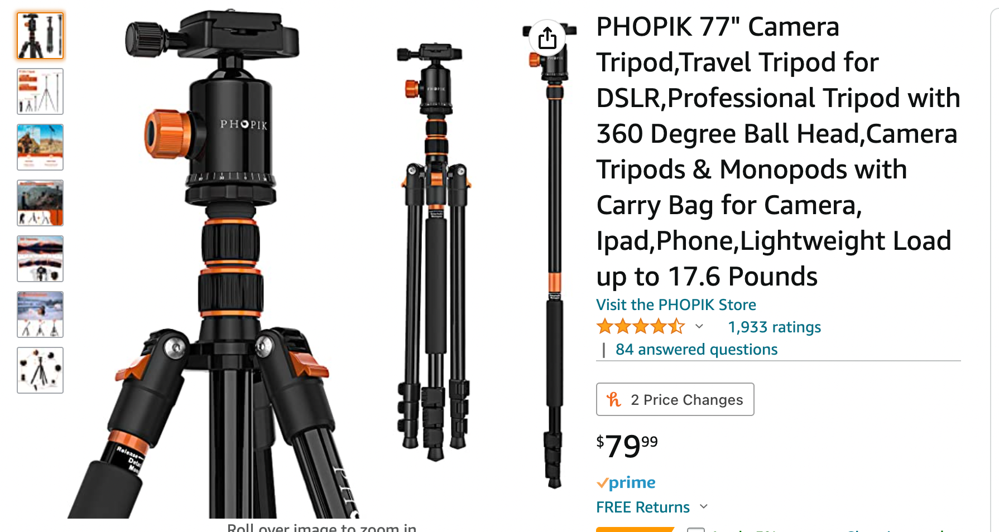 PHOPIK
PHOPIK
PHOPIK
Release
PHOPIK 77" Camera
Tripod,Travel Tripod for
DSLR,Professional Tripod with
360 Degree Ball Head,Camera
Tripods & Monopods with
Carry Bag for Camera,
Ipad,Phone,Lightweight Load
up to 17.6 Pounds
Visit the PHOPIK Store
1,933 ratings
| 84 answered questions
2 Price Changes
$79.99
prime
FREE Returns
Roll over image to zoom in